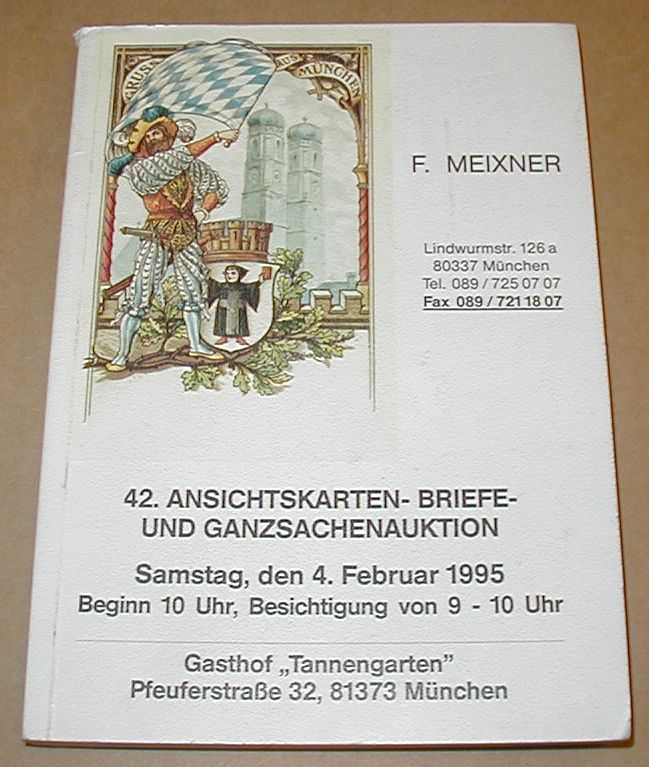 GRUSS AUS MÜNCHEN
F. MEIXNER
Lindwurmstr. 126 a
80337 München
Tel. 089 / 725 07 07
Fax 089 / 721 18 07
42. ANSICHTSKARTEN- BRIEFE-
UND GANZSACHENAUKTION
Samstag, den 4. Februar 1995
Beginn 10 Uhr, Besichtigung von 9 - 10 Uhr
Gasthof „Tannengarten”
Pfeuferstraße 32, 81373 München